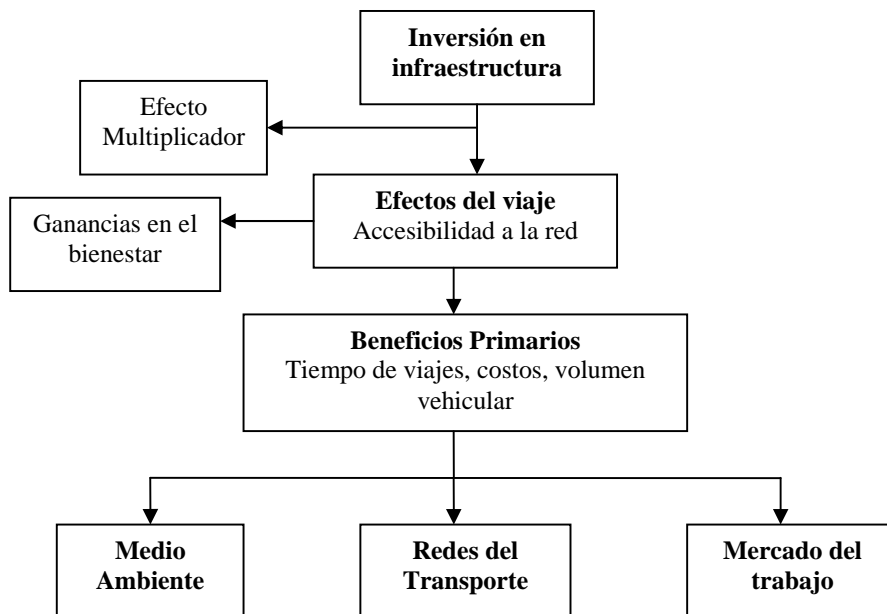 Inversión en
infraestructura
Efecto
Multiplicador
Efectos del viaje
Accesibilidad a la red
Ganancias en el
bienestar
Beneficios Primarios
Tiempo de viajes, costos, volumen
vehicular
Medio
Ambiente
Redes del
Transporte
Mercado del
trabajo